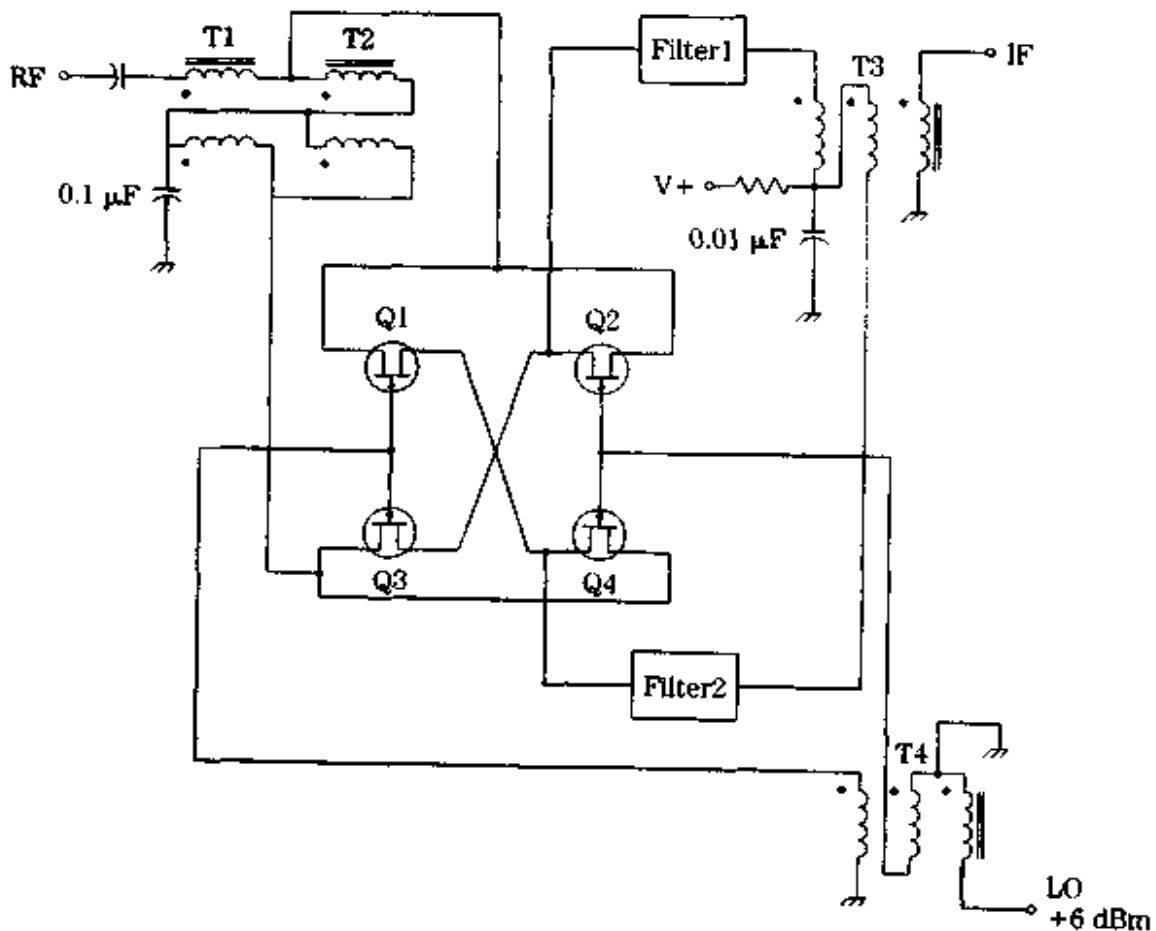 T1
T2
RF
0.1 µF
Filter1
T3
IF
V+
0.01 µF
Q1
Q2
Q3
Q4
Filter2
T4
LO
+6 dBm